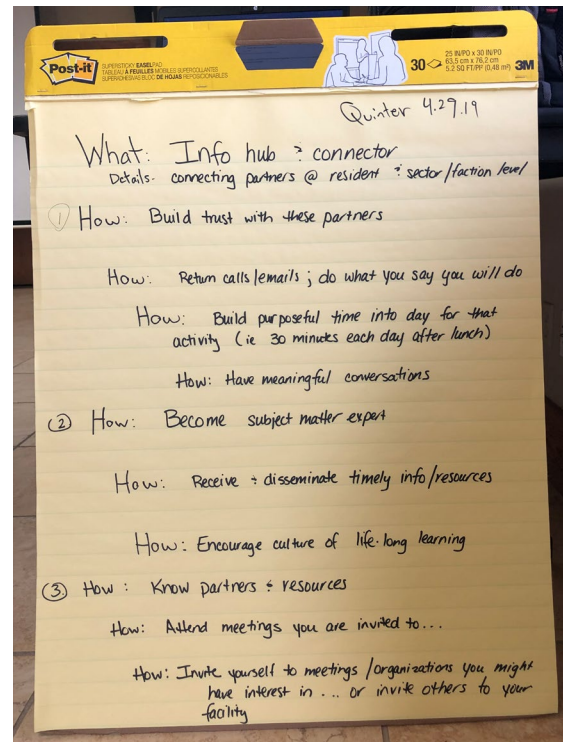 Post-it
SUPERSTICKY EASELPAD
TABLEAU À FEUILLES MOBILES SUPERCOLLANTES
SUPERADHESIVAS BLOC DE HOJAS REPOSICIONABLES
30
25 IN/PO x 30 IN/PO
63,5 cm x 76,2 cm
5.2 SQ FT/PI² (0,48 m²)
3M
Quinter 4.29.19
What: Info hub & connector
Details- connecting partners @ resident & sector/faction level
① How: Build trust with these partners
How: Return calls/emails ; do what you say you will do
How: Build purposeful time into day for that
activity (ie 30 minutes each day after lunch)
How: Have meaningful conversations
② How: Become subject matter expert
How: Receive & disseminate timely info/resources
How: Encourage culture of life-long learning
③. How: Know partners & resources
How: Attend meetings you are invited to...
How: Invite yourself to meetings/organizations you might
have interest in ... or invite others to your
facility